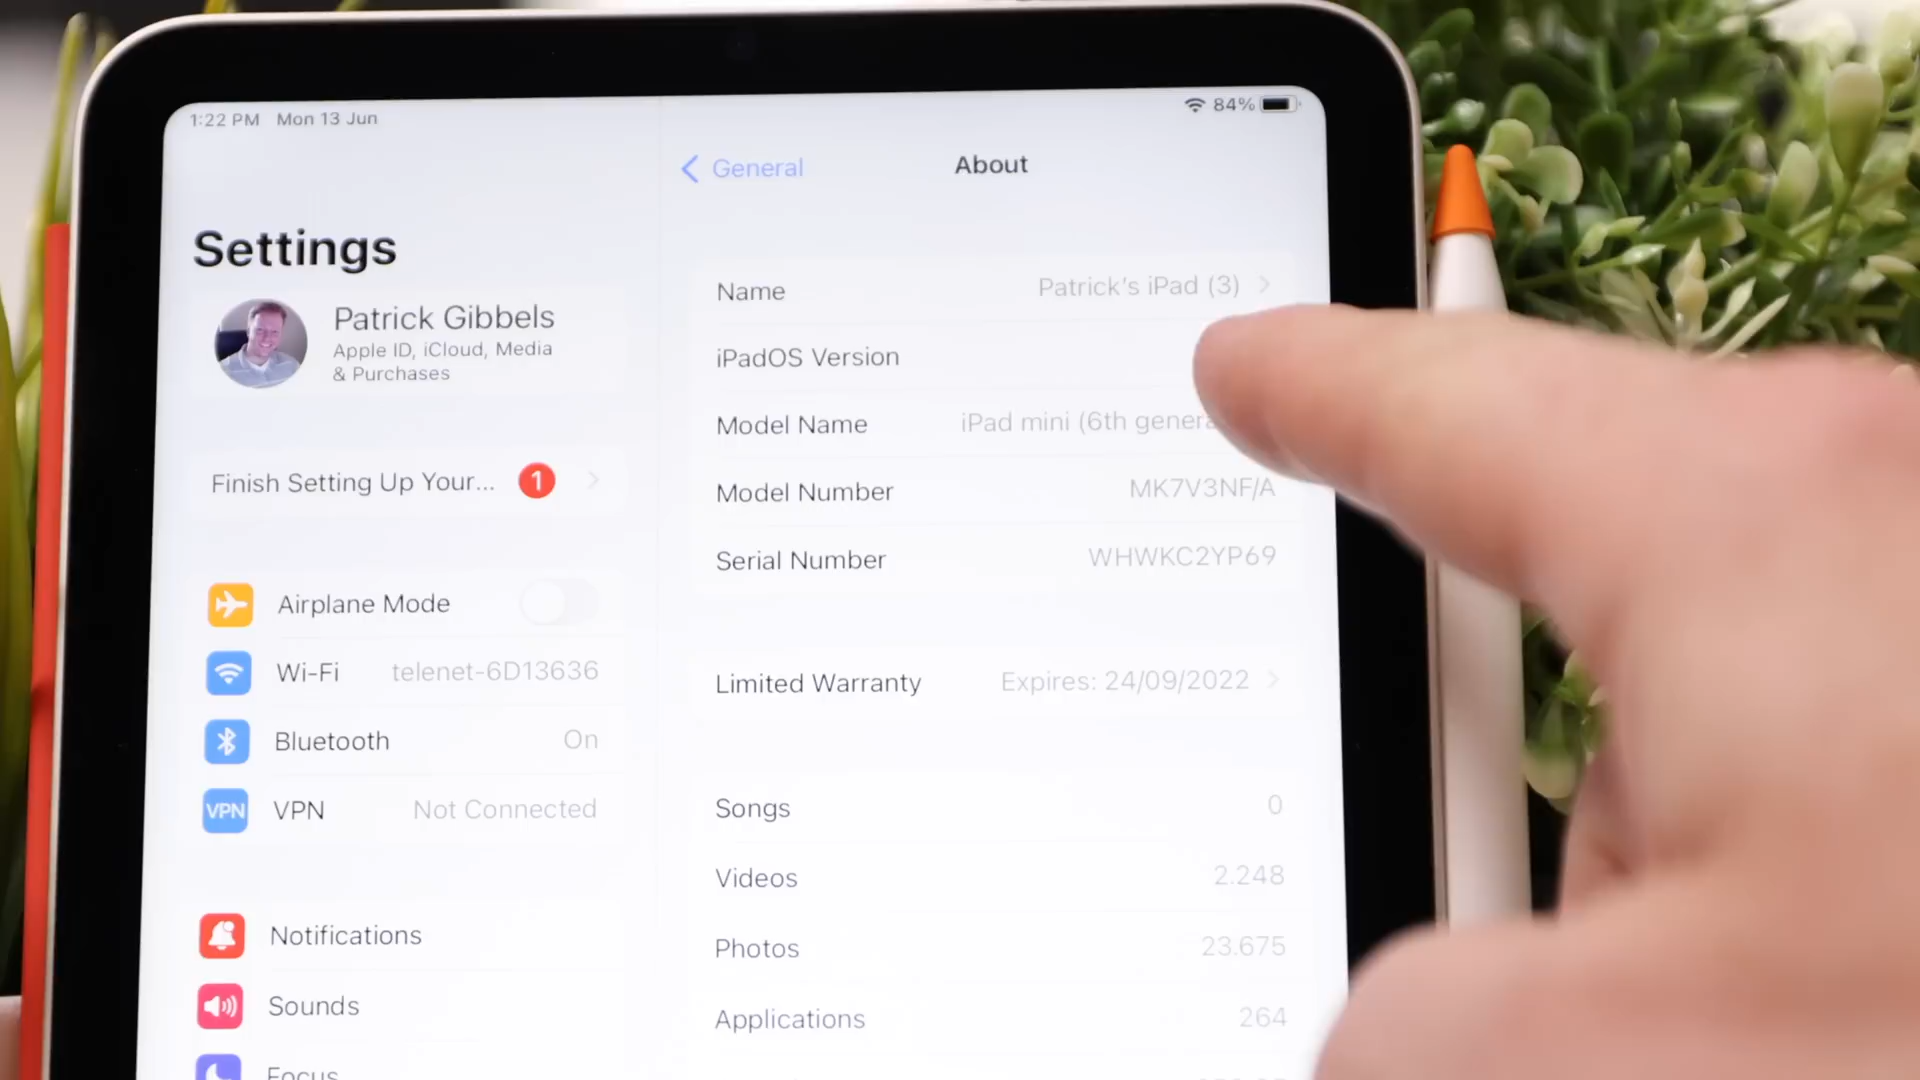 1:22 PM Mon 13 Jun
84%
Settings
Patrick Gibbels
Apple ID, iCloud, Media
& Purchases
Finish Setting Up Your... 1
Airplane Mode
Wi-Fi telenet-6D13636
Bluetooth On
VPN VPN Not Connected
Notifications
Sounds
Focus
General
About
Name Patrick's iPad (3)
iPadOS Version
Model Name iPad mini (6th genera
Model Number MK7V3NF/A
Serial Number WHWKC2YP69
Limited Warranty Expires: 24/09/2022
Songs 0
Videos 2.248
Photos 23.675
Applications 264